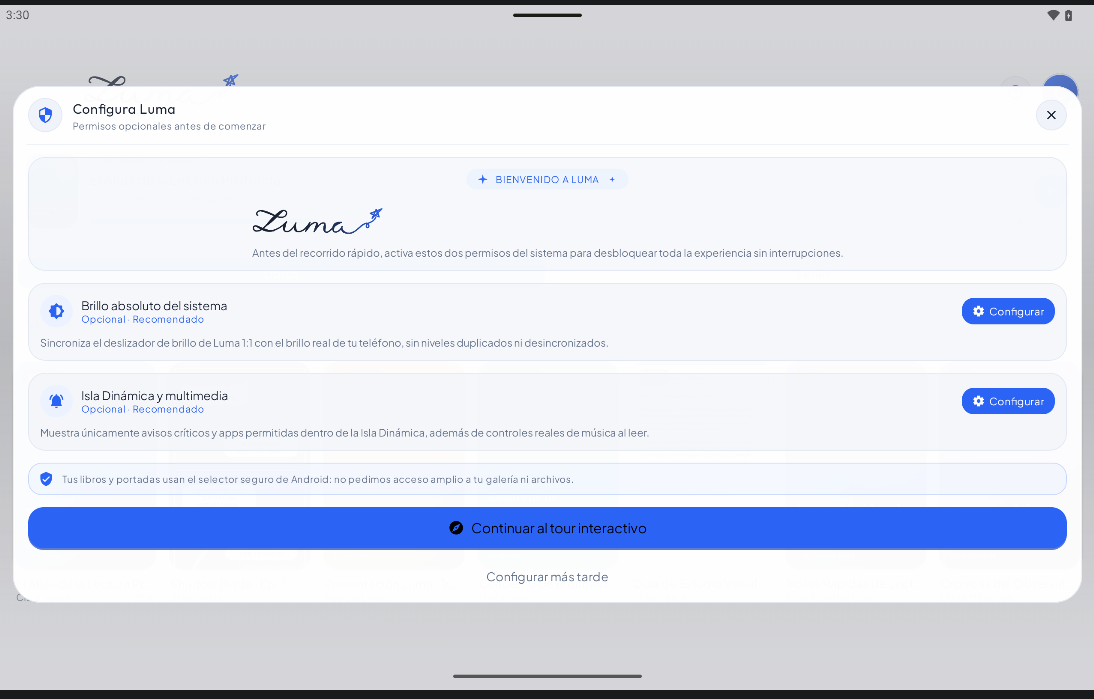 3:30
Configura Luma
Permisos opcionales antes de comenzar
BIENVENIDO A LUMA
Luma
Antes del recorrido rápido, activa estos dos permisos del sistema para desbloquear toda la experiencia sin interrupciones.
Brillo absoluto del sistema
Opcional · Recomendado
Configurar
Sincroniza el deslizador de brillo de Luma 1:1 con el brillo real de tu teléfono, sin niveles duplicados ni desincronizados.
Isla Dinámica y multimedia
Opcional · Recomendado
Configurar
Muestra únicamente avisos críticos y apps permitidas dentro de la Isla Dinámica, además de controles reales de música al leer.
Tus libros y portadas usan el selector seguro de Android: no pedimos acceso amplio a tu galería ni archivos.
Continuar al tour interactivo
Configurar más tarde